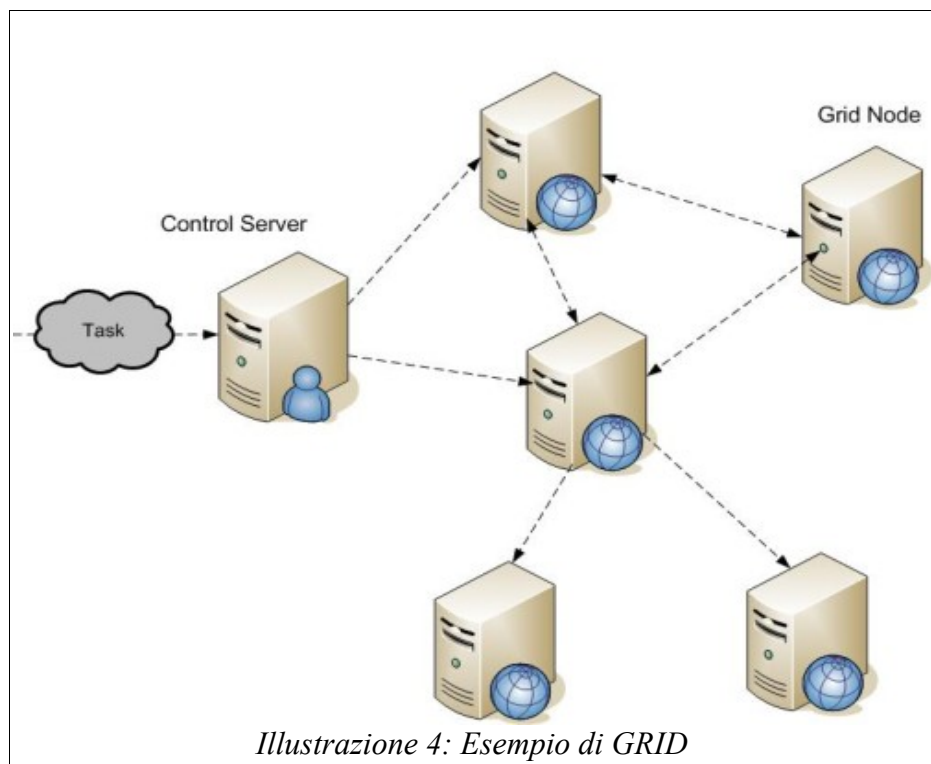 Grid Node
Control Server
Task
Illustrazione 4: Esempio di GRID